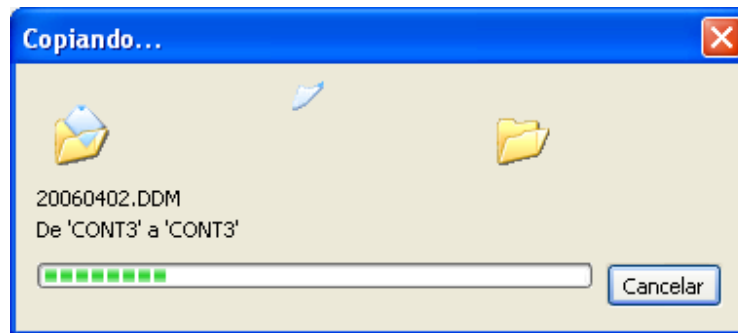 Copiando...
20060402.DDM
De 'CONT3' a 'CONT3'
Cancelar